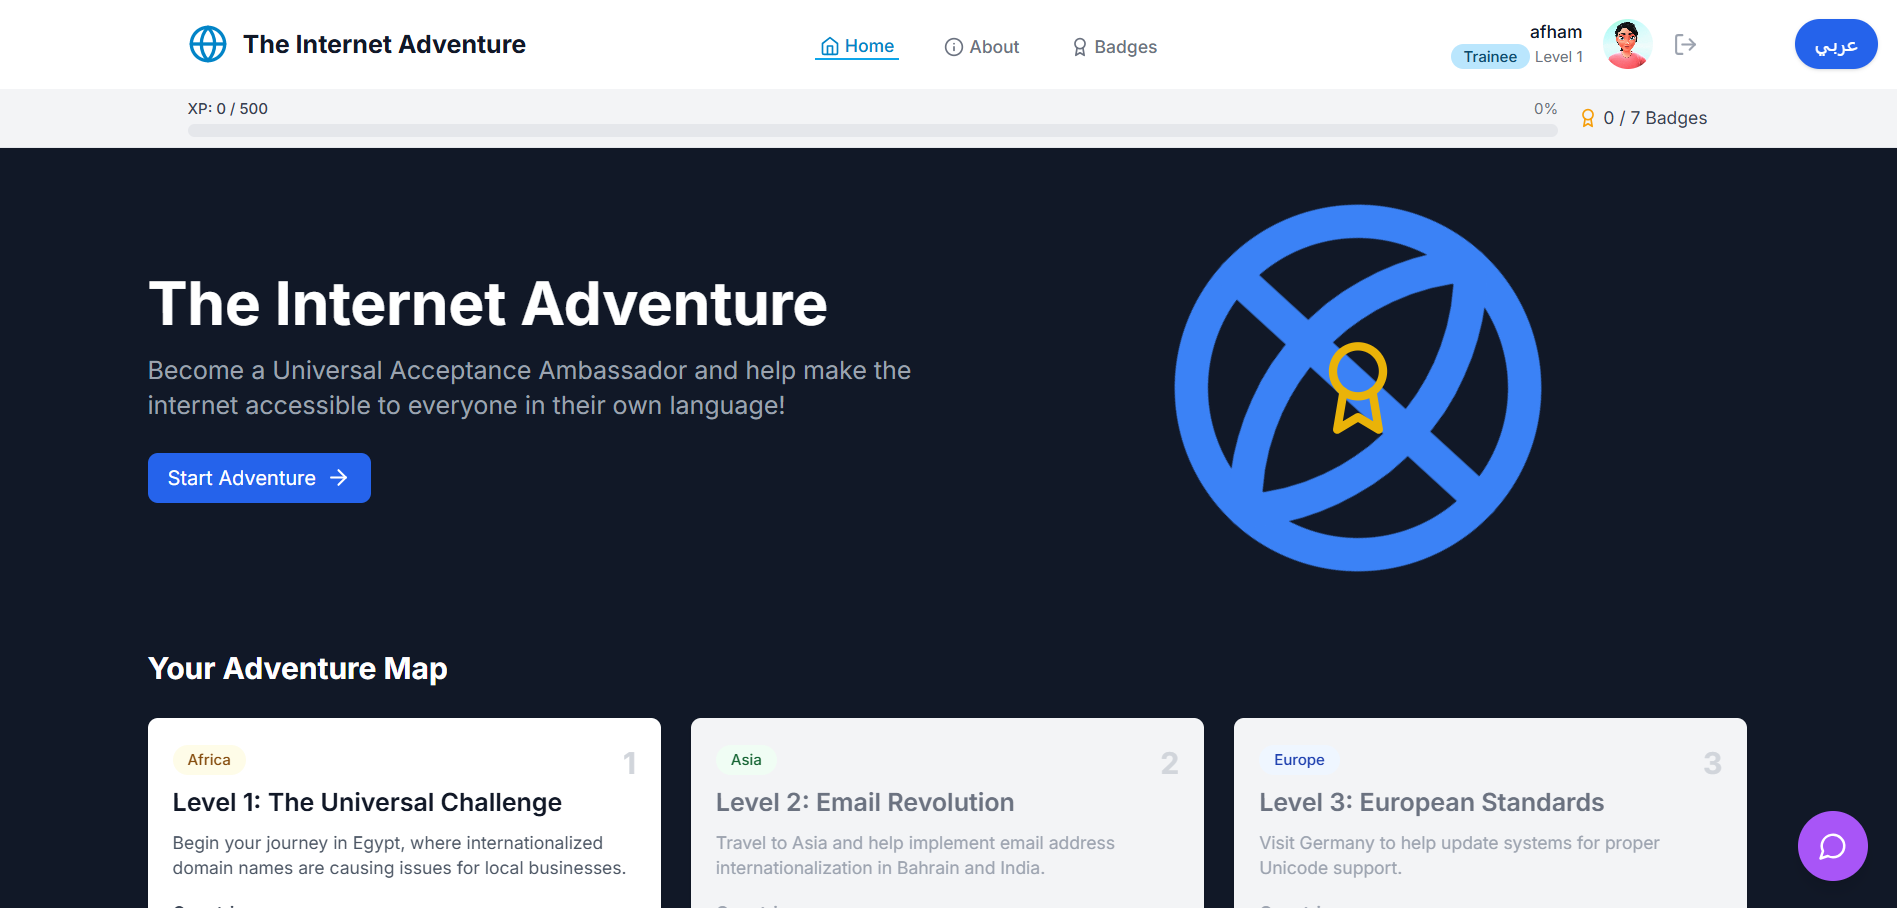 The Internet Adventure
Home
About
Badges
afham
Trainee Level 1
عربي
XP: 0 / 500
0%
0 / 7 Badges
The Internet Adventure
Become a Universal Acceptance Ambassador and help make the
internet accessible to everyone in their own language!
Start Adventure
Your Adventure Map
Africa
1
Level 1: The Universal Challenge
Begin your journey in Egypt, where internationalized
domain names are causing issues for local businesses.
Asia
2
Level 2: Email Revolution
Travel to Asia and help implement email address
internationalization in Bahrain and India.
Europe
3
Level 3: European Standards
Visit Germany to help update systems for proper
Unicode support.